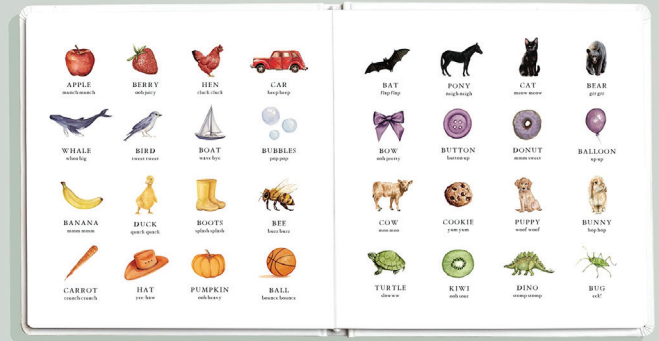 APPLE BERRY HEN CAR
munch munch ooh juicy cluck cluck beep beep
WHALE BIRD BOAT BUBBLES
whoa big tweet tweet wave bye pop pop
BANANA DUCK BOOTS BEE
mmm mmm quack quack splash splash buzz buzz
CARROT HAT PUMPKIN BALL
crunch crunch yee-haw ooh heavy bounce bounce
BAT PONY CAT BEAR
flap flap neigh neigh meow meow grr grr
BOW BUTTON DONUT BALLOON
ooh pretty button up mmm sweet up up
COW COOKIE PUPPY BUNNY
moo moo yum yum woof woof hop hop
TURTLE KIWI DINO BUG
slow stomp stomp eek!